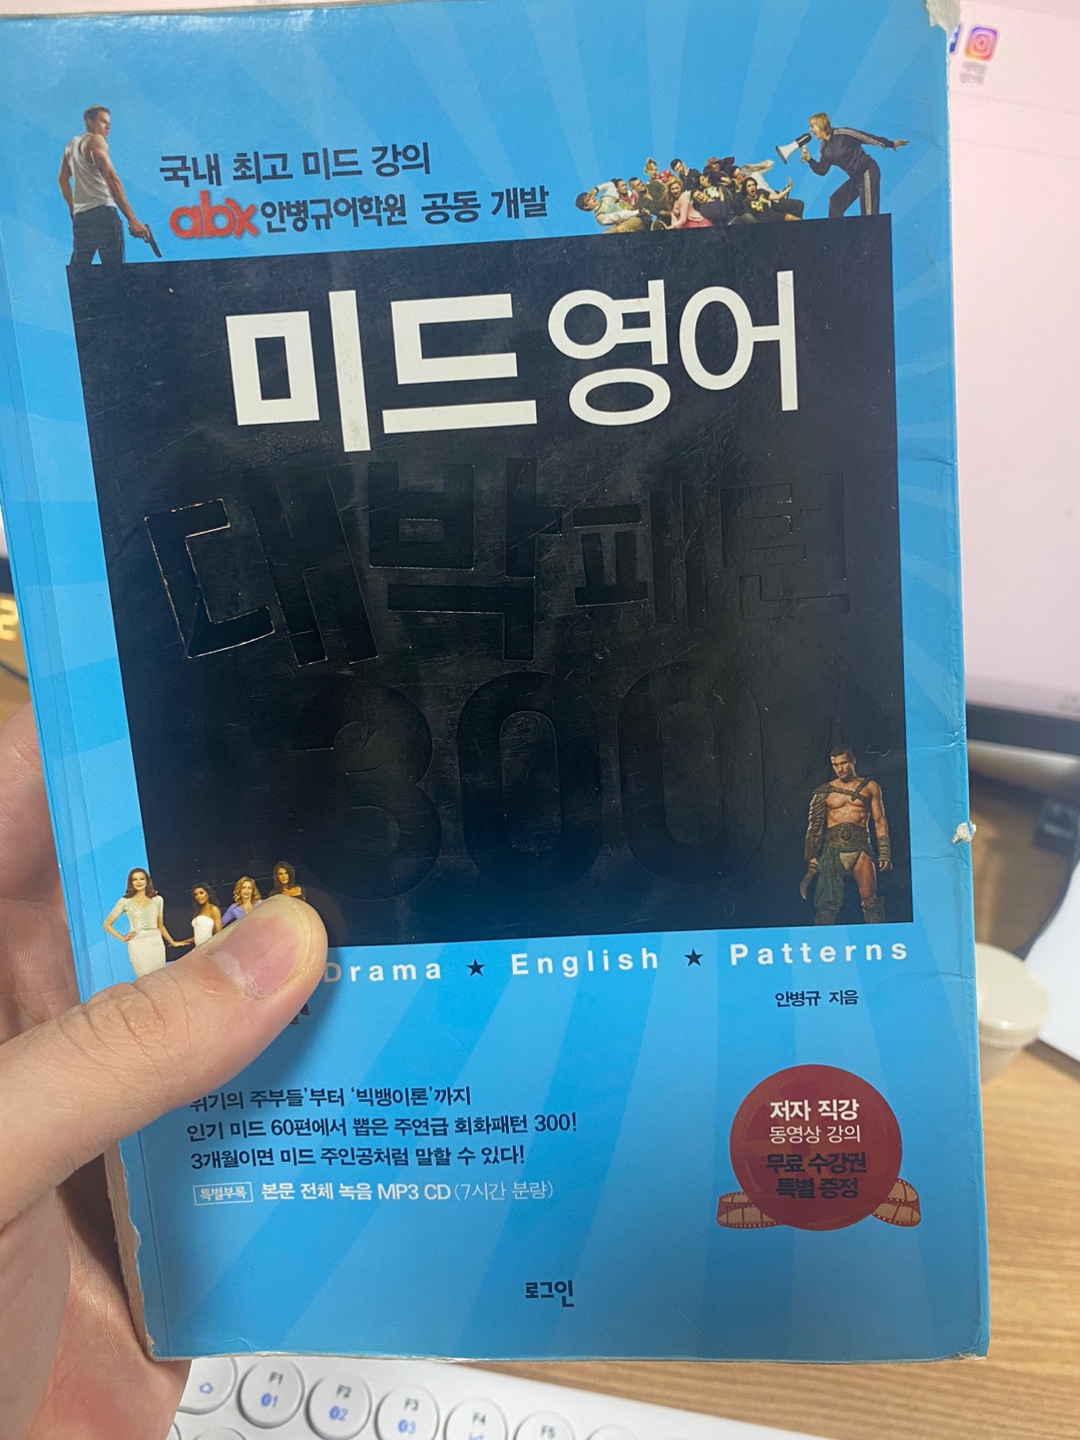 국내 최고 미드 강의
abx 안병규어학원 공동 개발
미드영어
대박패턴
300
Drama ★ English ★ Patterns
안병규 지음
위기의 주부들'부터 '빅뱅이론'까지
인기 미드 60편에서 뽑은 주연급 회화패턴 300!
3개월이면 미드 주인공처럼 말할 수 있다!
특별부록 본문 전체 녹음 MP3 CD (7시간 분량)
저자 직강
동영상 강의
무료 수강권
특별 증정
로그인
F1
01
F2
02
F3
03
F4
F5